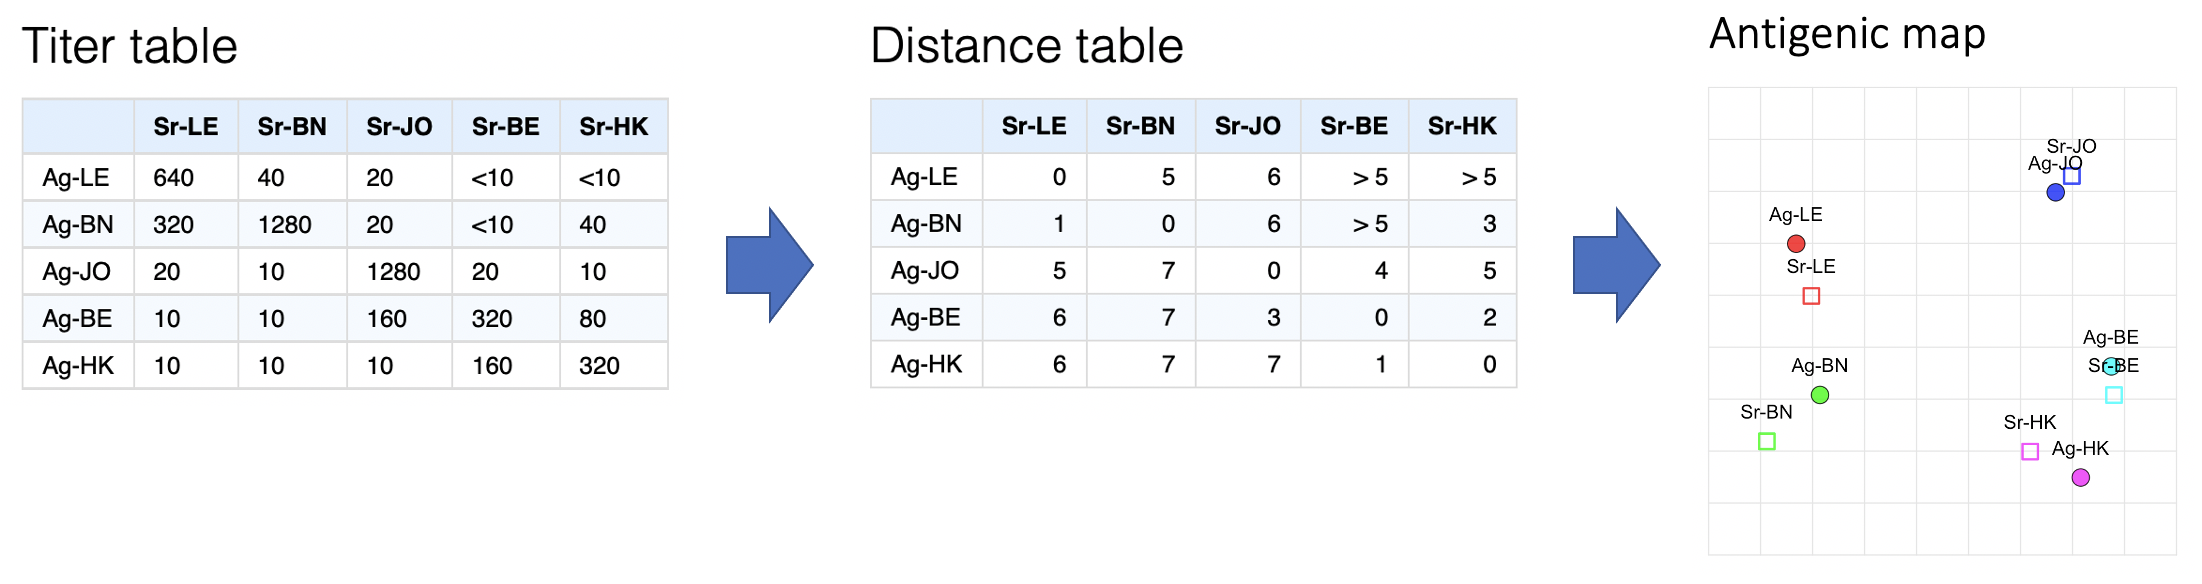 Titer table
Sr-LE Sr-BN Sr-JO Sr-BE Sr-HK
Ag-LE 640 40 20 <10 <10
Ag-BN 320 1280 20 <10 40
Ag-JO 20 10 1280 20 10
Ag-BE 10 10 160 320 80
Ag-HK 10 10 10 160 320
Distance table
Sr-LE Sr-BN Sr-JO Sr-BE Sr-HK
Ag-LE 0 5 6 > 5 > 5
Ag-BN 1 0 6 > 5 3
Ag-JO 5 7 0 4 5
Ag-BE 6 7 3 0 2
Ag-HK 6 7 7 1 0
Antigenic map
Sr-JO
Ag-JO
Ag-LE
Sr-LE
Ag-BE
Ag-BN
Sr-BE
Sr-BN
Sr-HK
Ag-HK